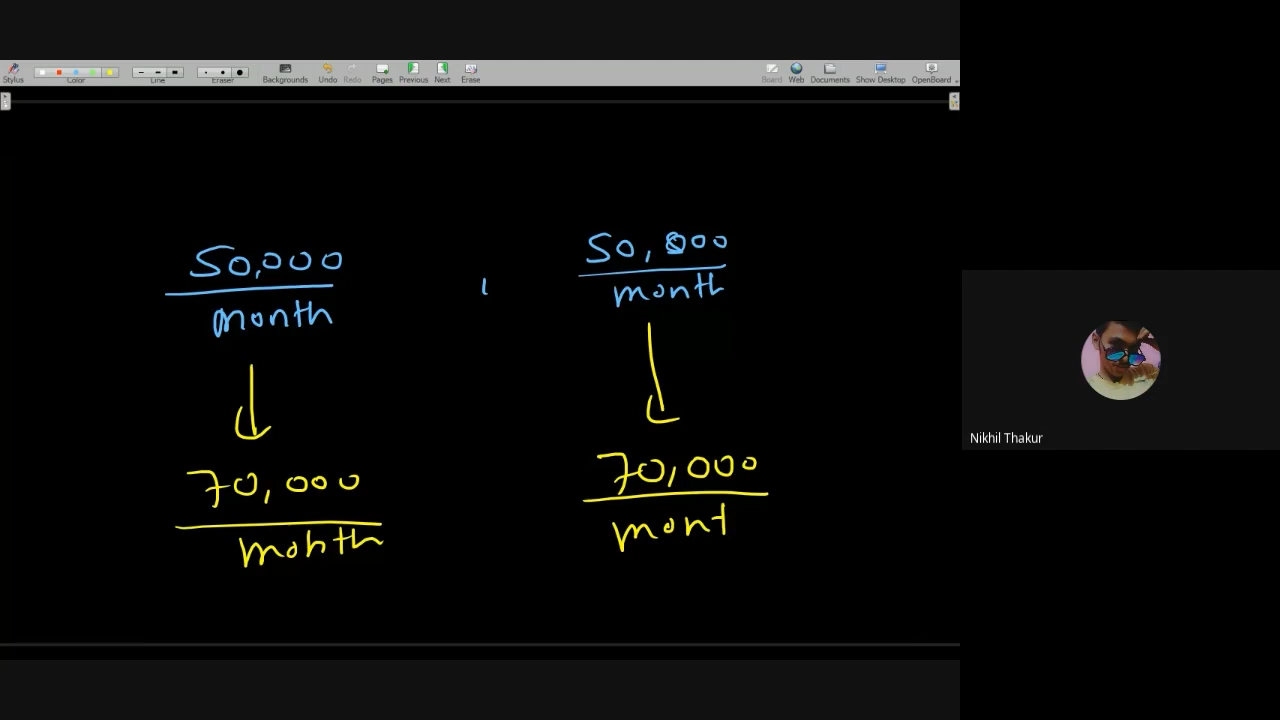 Stylus Color Line Eraser Backgrounds Undo Redo Pages Previous Next Erase Board Web Documents Show Desktop OpenBoard
50,000 50,000
month month
70,000 70,000
month mont
Nikhil Thakur